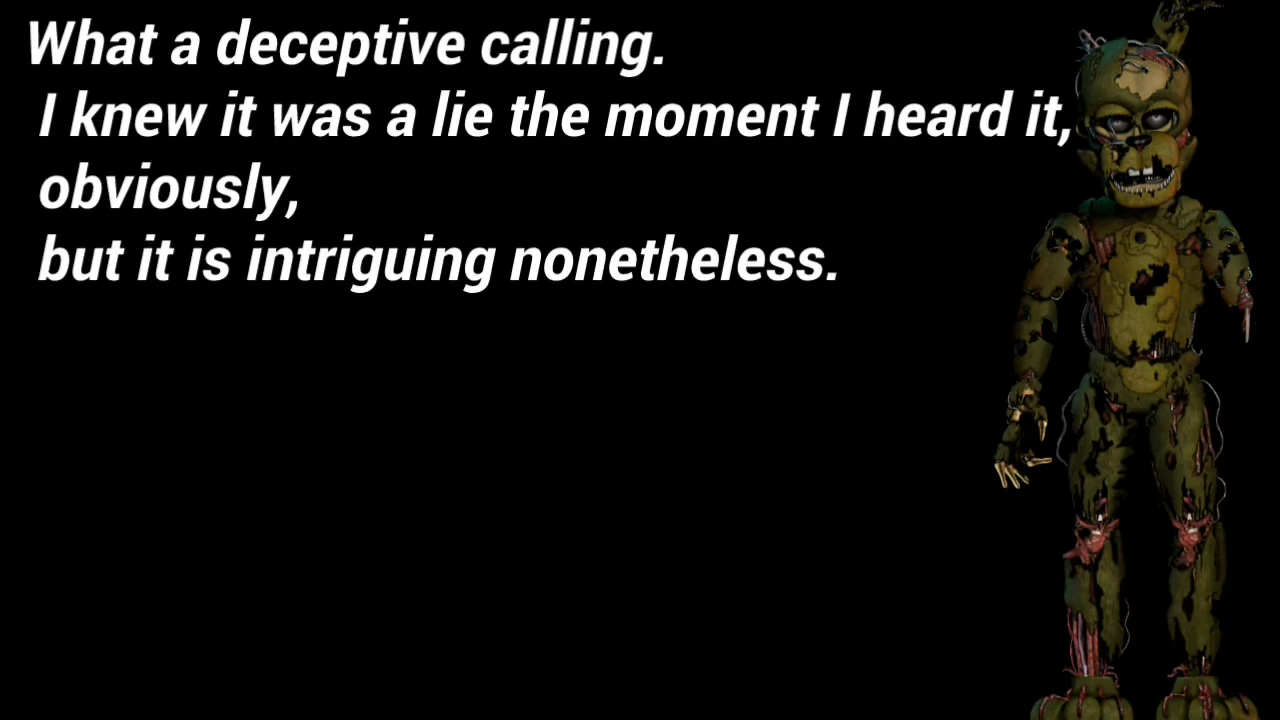 What a deceptive calling.
I knew it was a lie the moment I heard it,
obviously,
but it is intriguing nonetheless.